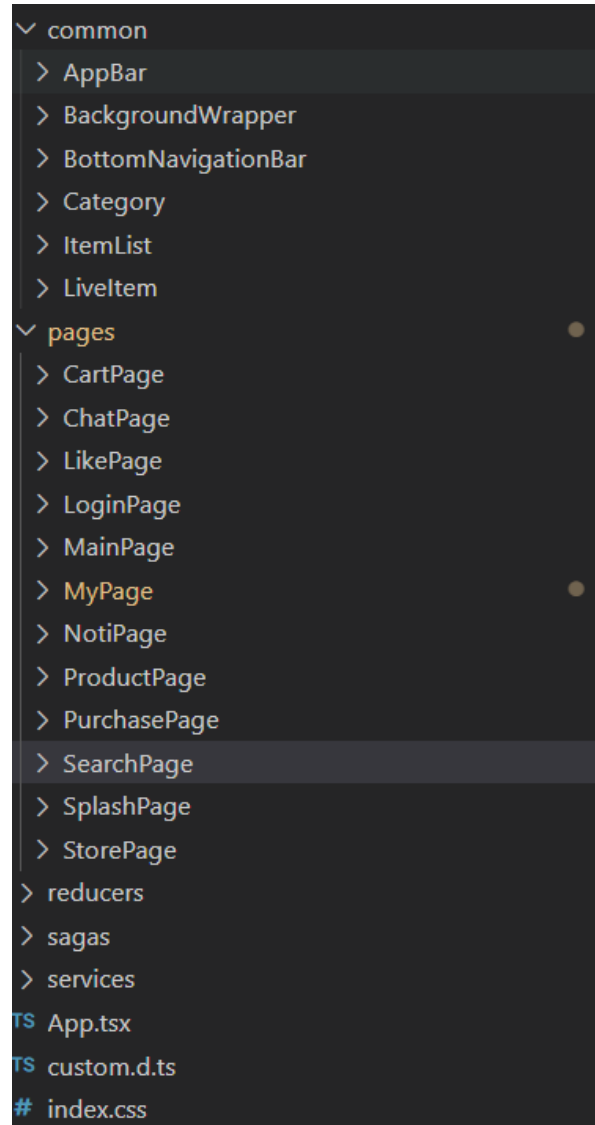 common
AppBar
BackgroundWrapper
BottomNavigationBar
Category
ItemList
LiveItem
pages
CartPage
ChatPage
LikePage
LoginPage
MainPage
MyPage
NotiPage
ProductPage
PurchasePage
SearchPage
SplashPage
StorePage
reducers
sagas
services
TS App.tsx
TS custom.d.ts
# index.css